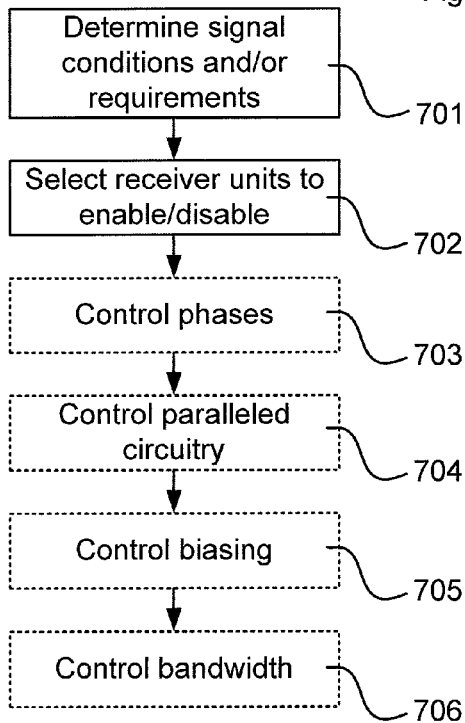 Fig
Determine signal
conditions and/or
requirements
701
Select receiver units to
enable/disable
702
Control phases
703
Control paralleled
circuitry
704
Control biasing
705
Control bandwidth
706